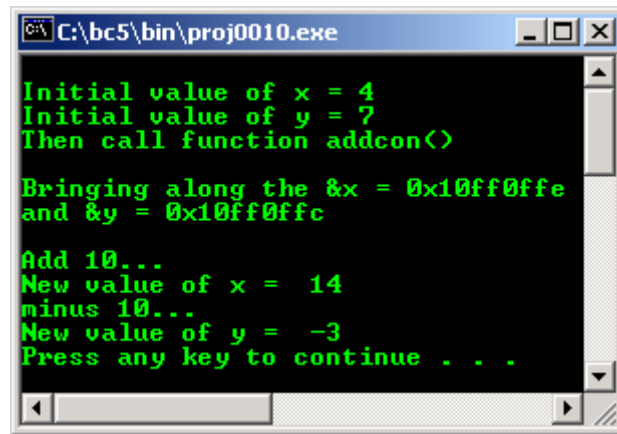 C:\bc5\bin\proj0010.exe
Initial value of x = 4
Initial value of y = 7
Then call function addcon()
Bringing along the &x = 0x10ff0ffe
and &y = 0x10ff0ffc
Add 10...
New value of x =  14
minus 10...
New value of y =  -3
Press any key to continue . . .